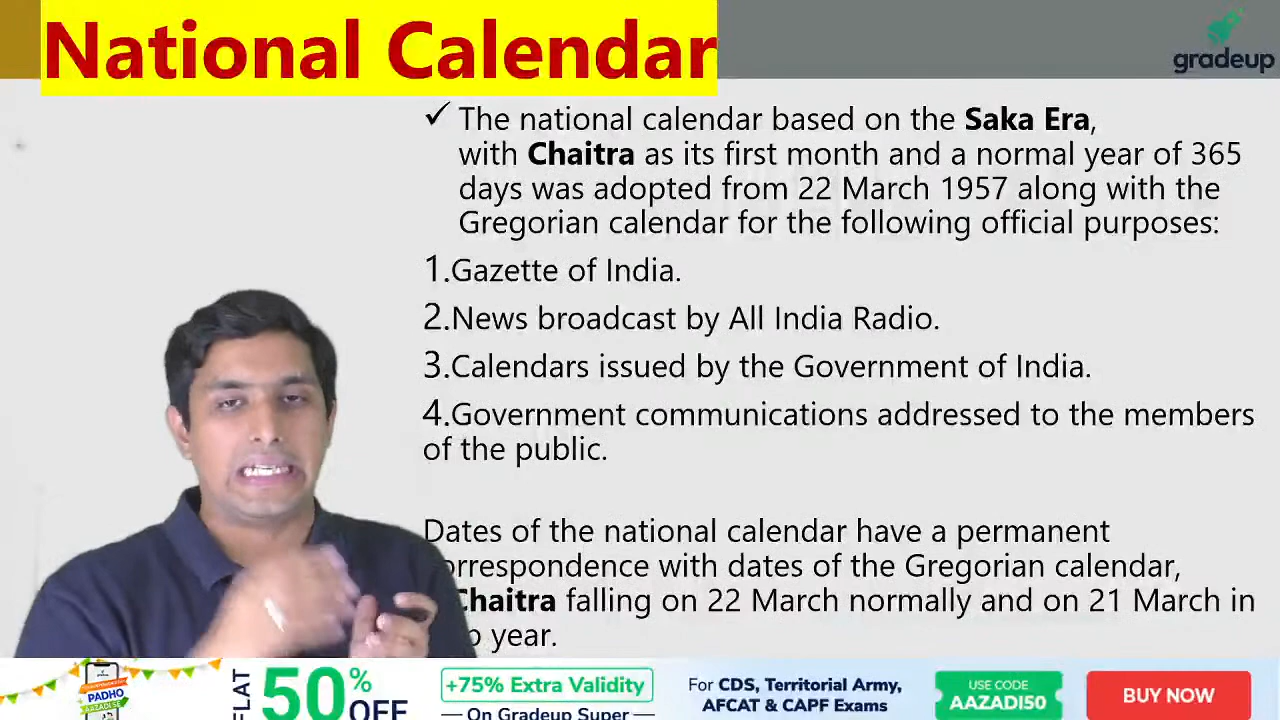 National Calendar
gradeup
✓ The national calendar based on the Saka Era,
with Chaitra as its first month and a normal year of 365
days was adopted from 22 March 1957 along with the
Gregorian calendar for the following official purposes:
1.Gazette of India.
2.News broadcast by All India Radio.
3.Calendars issued by the Government of India.
4.Government communications addressed to the members
of the public.
Dates of the national calendar have a permanent
orrespondence with dates of the Gregorian calendar,
Chaitra falling on 22 March normally and on 21 March in
year.
gradeup
PADHO
AAZADI SE
FLAT
50% OFF
+75% Extra Validity
On Gradeup Super
For CDS, Territorial Army,
AFCAT & CAPF Exams
USE CODE
AAZADI50
BUY NOW